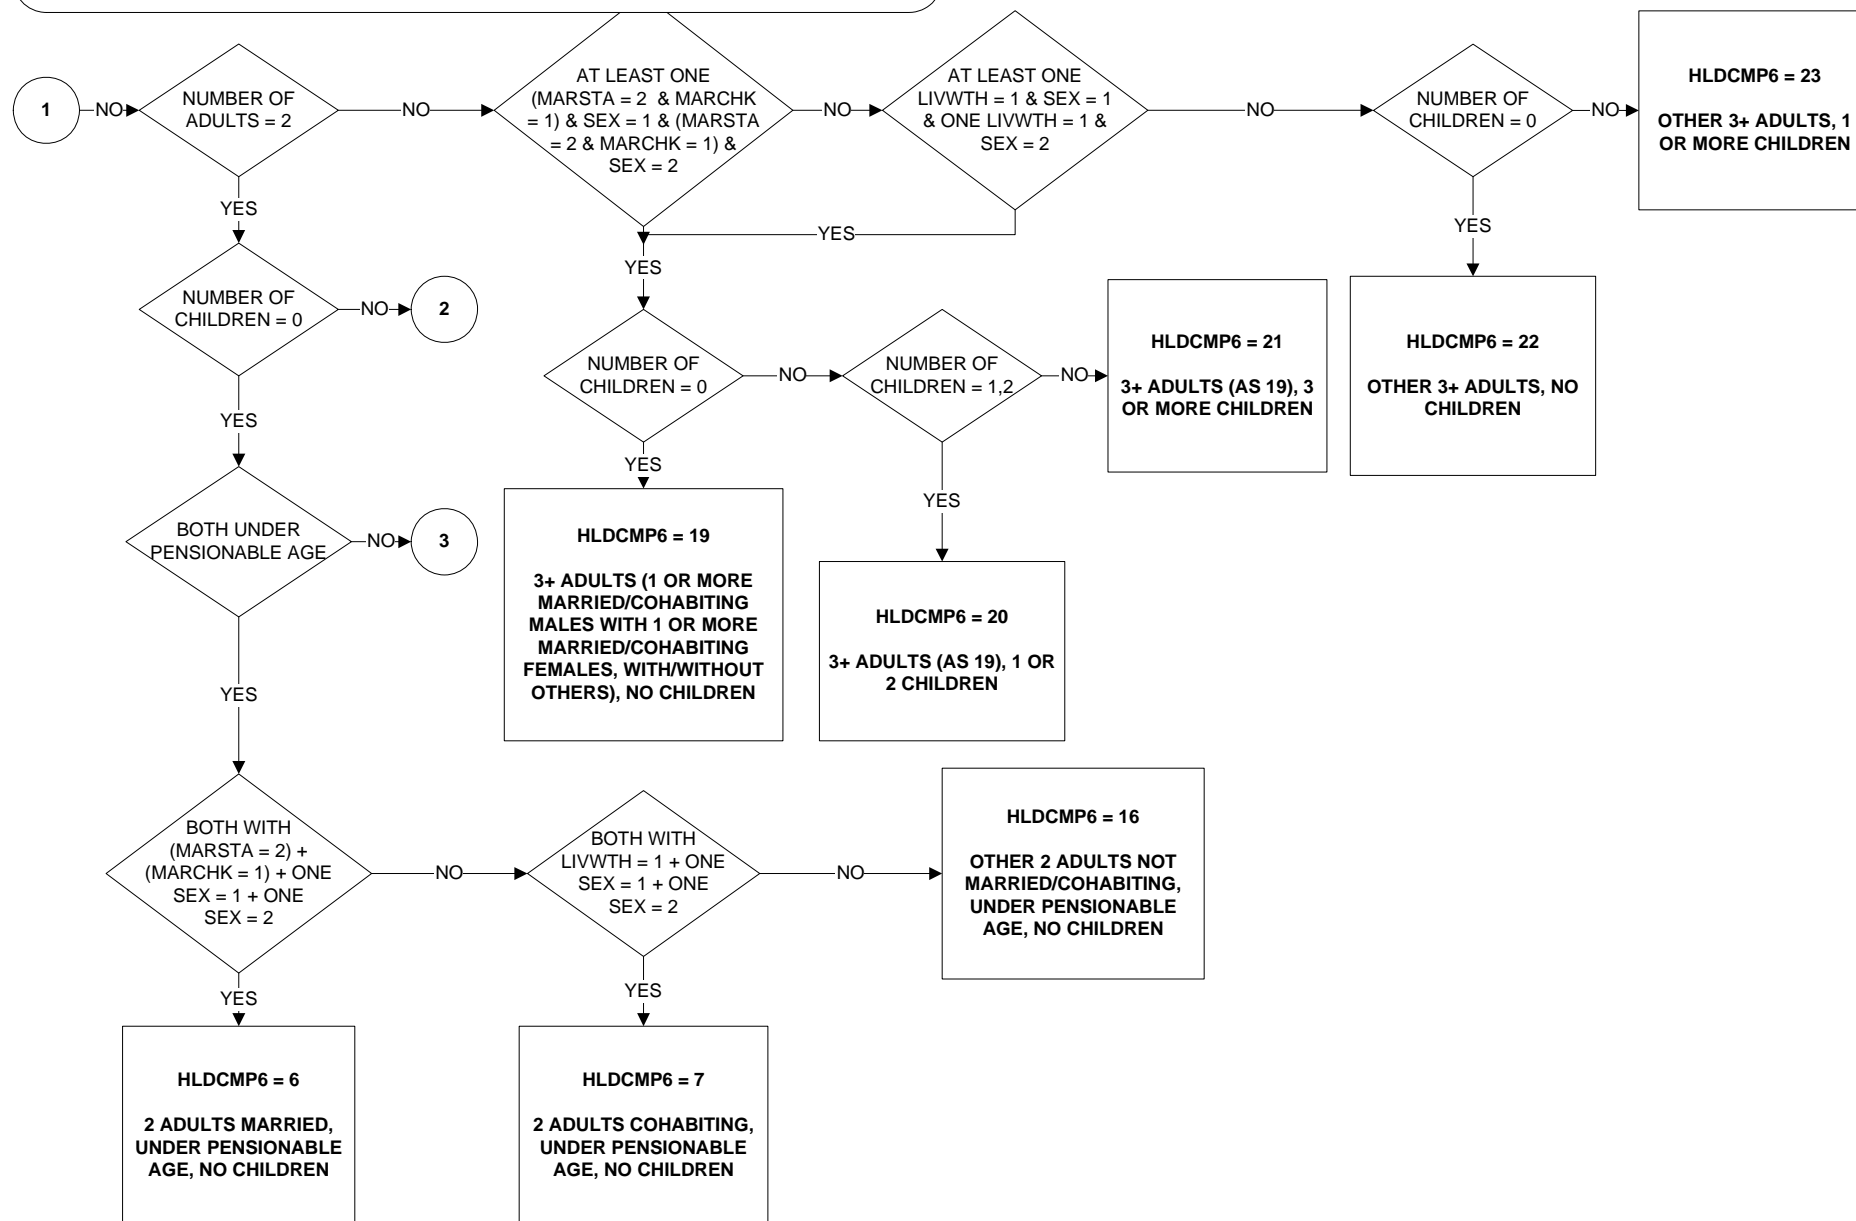 1
NO
NUMBER OF
ADULTS = 2
NO
AT LEAST ONE
(MARSTA = 2 & MARCHK
= 1) & SEX = 1 & (MARSTA
= 2 & MARCHK = 1) &
SEX = 2
NO
AT LEAST ONE
LIVWTH = 1 & SEX = 1
& ONE LIVWTH = 1 &
SEX = 2
NO
NUMBER OF
CHILDREN = 0
NO
HLDCMP6 = 23
OTHER 3+ ADULTS, 1
OR MORE CHILDREN
YES
YES
YES
YES
NUMBER OF
CHILDREN = 0
NO
2
NUMBER OF
CHILDREN = 0
NO
NUMBER OF
CHILDREN = 1,2
NO
HLDCMP6 = 21
3+ ADULTS (AS 19), 3
OR MORE CHILDREN
HLDCMP6 = 22
OTHER 3+ ADULTS, NO
CHILDREN
YES
YES
YES
BOTH UNDER
PENSIONABLE AGE
NO
3
HLDCMP6 = 19
3+ ADULTS (1 OR MORE
MARRIED/COHABITING
MALES WITH 1 OR MORE
MARRIED/COHABITING
FEMALES, WITH/WITHOUT
OTHERS), NO CHILDREN
HLDCMP6 = 20
3+ ADULTS (AS 19), 1 OR
2 CHILDREN
YES
BOTH WITH
(MARSTA = 2) +
(MARCHK = 1) + ONE
SEX = 1 + ONE
SEX = 2
NO
BOTH WITH
LIVWTH = 1 + ONE
SEX = 1 + ONE
SEX = 2
NO
HLDCMP6 = 16
OTHER 2 ADULTS NOT
MARRIED/COHABITING,
UNDER PENSIONABLE
AGE, NO CHILDREN
YES
YES
HLDCMP6 = 6
2 ADULTS MARRIED,
UNDER PENSIONABLE
AGE, NO CHILDREN
HLDCMP6 = 7
2 ADULTS COHABITING,
UNDER PENSIONABLE
AGE, NO CHILDREN